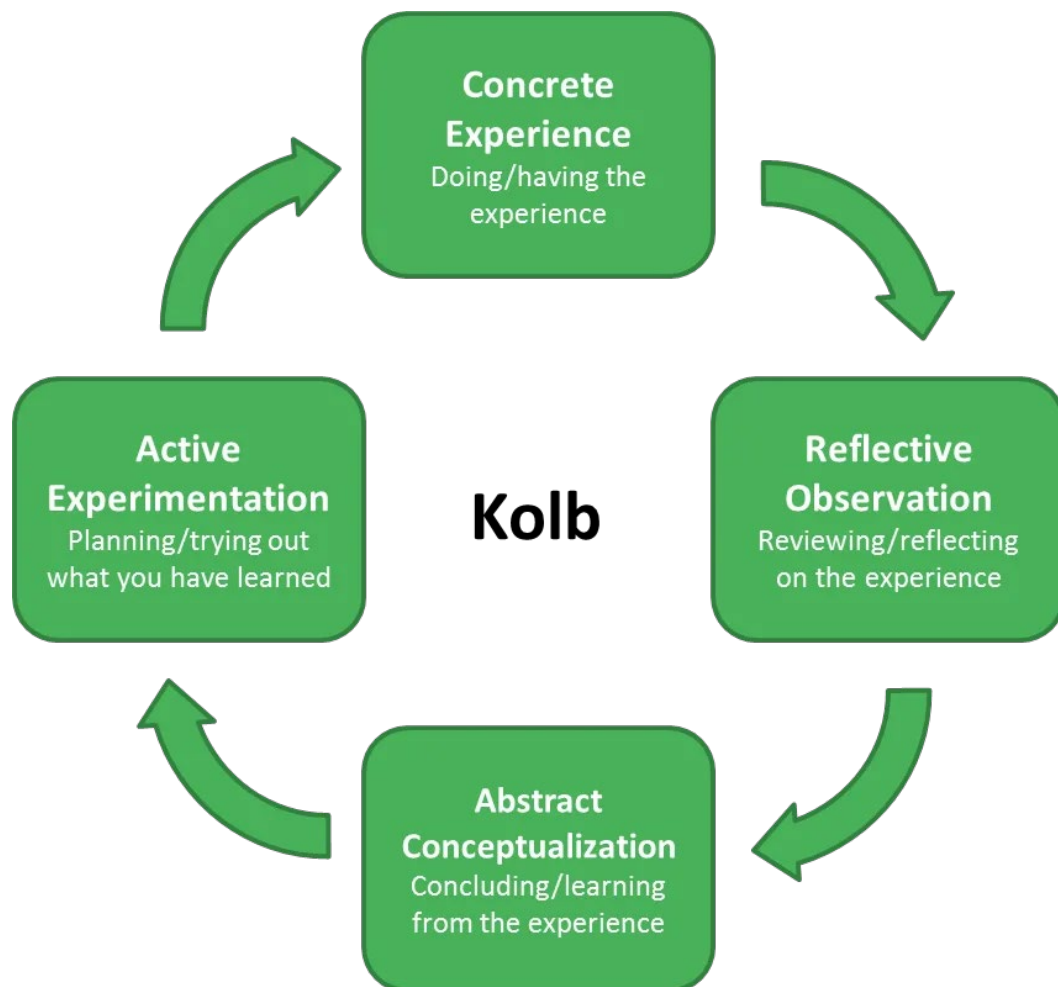 Concrete
Experience
Doing/having the
experience
Reflective
Observation
Reviewing/reflecting
on the experience
Abstract
Conceptualization
Concluding/learning
from the experience
Active
Experimentation
Planning/trying out
what you have learned
Kolb